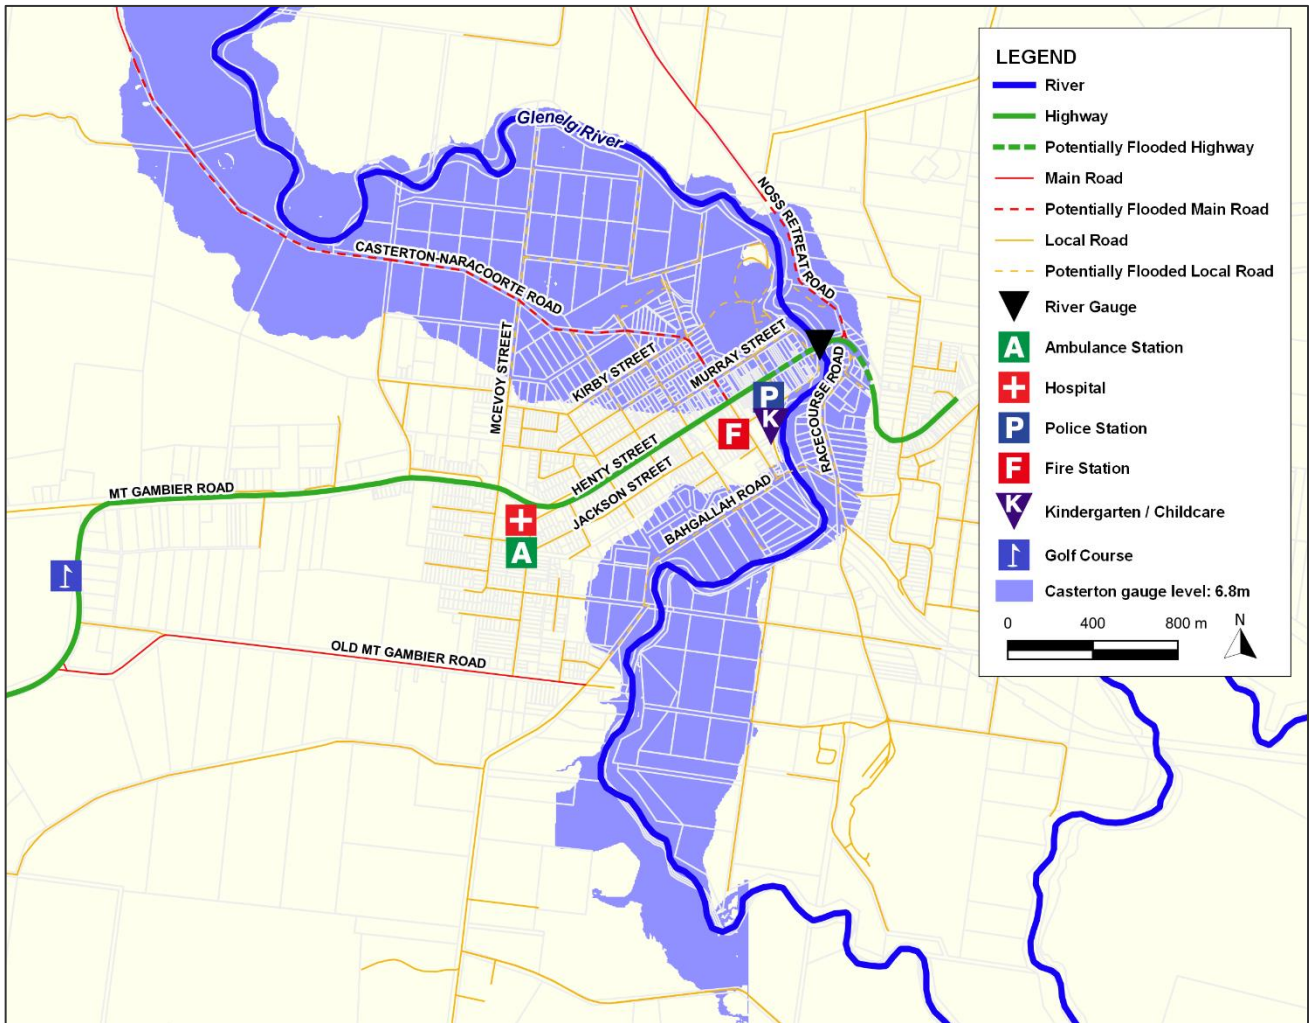 Glenelg River
NOSS RETREAT ROAD
CASTERTON-NARACOORTE ROAD
MCEVOY STREET
KIRBY STREET
MURRAY STREET
RACECOURSE ROAD
P
K
F
HENTY STREET
JACKSON STREET
BAHGALLAH ROAD
MT GAMBIER ROAD
A
OLD MT GAMBIER ROAD
LEGEND
River
Highway
Potentially Flooded Highway
Main Road
Potentially Flooded Main Road
Local Road
Potentially Flooded Local Road
River Gauge
A Ambulance Station
Hospital
P Police Station
F Fire Station
K Kindergarten / Childcare
Golf Course
Casterton gauge level: 6.8m
0 400 800 m
N